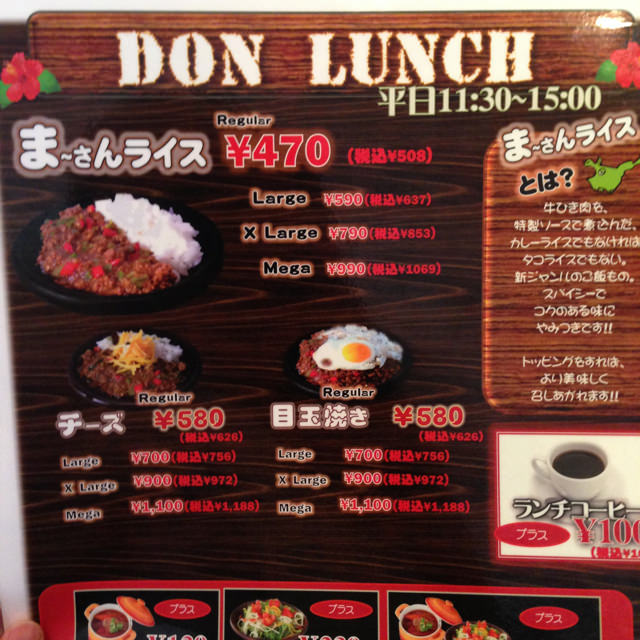 DON LUNCH
平日11:30~15:00
ま〜さんライス
Regular
¥470 (税込¥508)
Large ¥590(税込¥637)
X Large ¥790(税込¥853)
Mega ¥990(税込¥1069)
ま〜さんライス
とは?
牛ひき肉を、
特製ソースで煮さんだ、
カレーライスでもなければ
タコライスでもない。
新ジャンルのご飯もの。
スパイシーで
コクのある味に
やみつきです!!
トッピングもすれば、
より美味しく
召しあがれます!!
チーズ
Regular
¥580
(税込¥626)
Large ¥700(税込¥756)
X Large ¥900(税込¥972)
Mega ¥1,100(税込¥1,188)
目玉焼き
Regular
¥580
(税込¥626)
Large ¥700(税込¥756)
X Large ¥900(税込¥972)
Mega ¥1,100(税込¥1,188)
ランチコーヒー
プラス ¥100
プラス
プラス
プラス